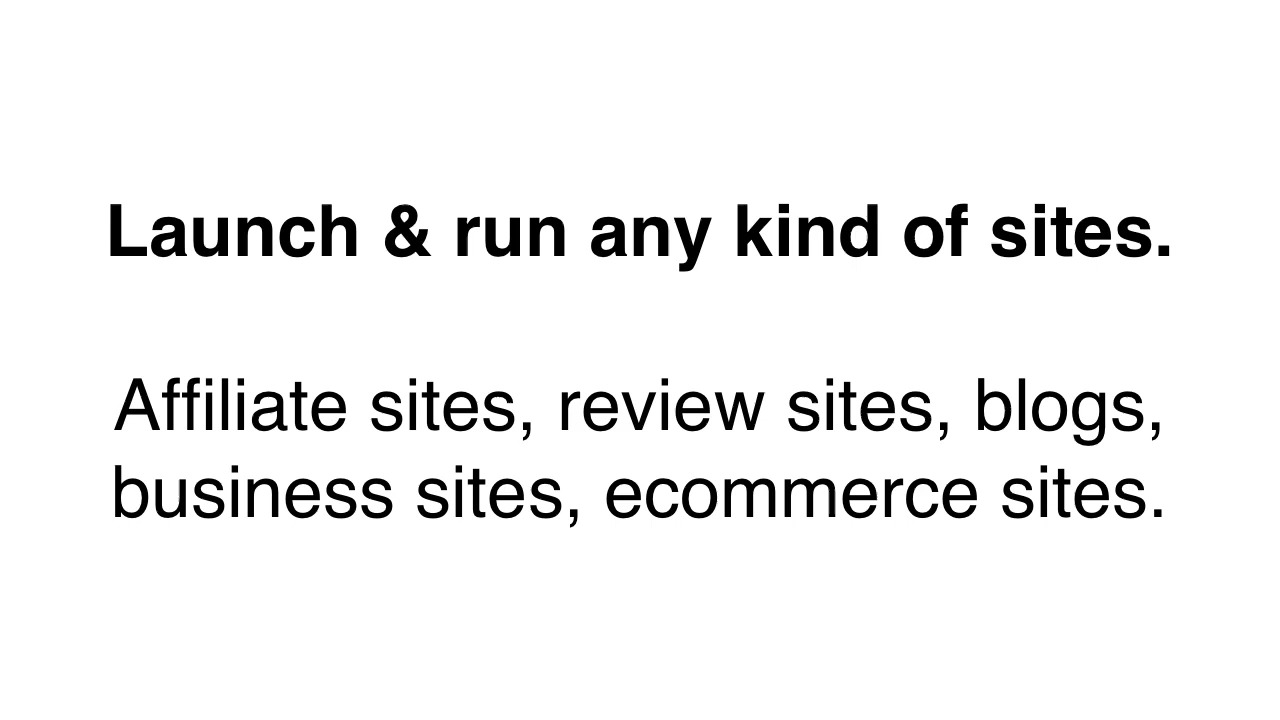 Launch & run any kind of sites.
Affiliate sites, review sites, blogs,
business sites, ecommerce sites.